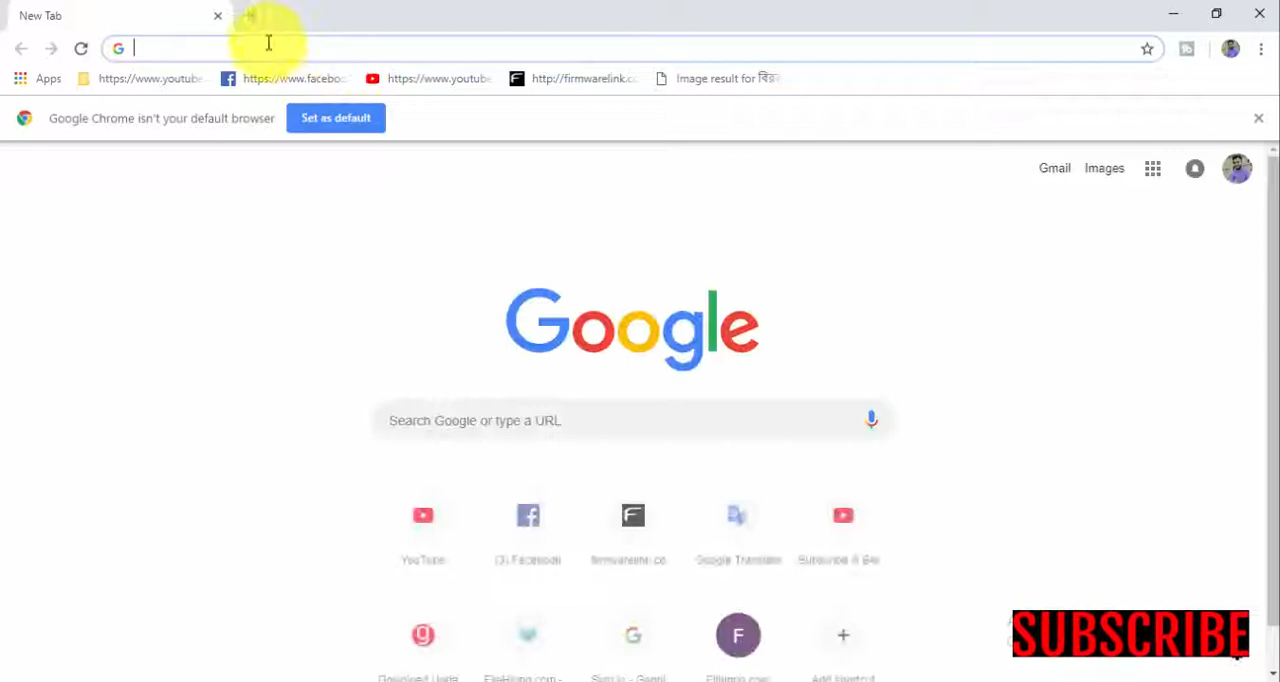 New Tab
Apps https://www.youtube https://www.faceboo https://www.youtube http://firmwarelink.c Image result for বিয়
Google Chrome isn't your default browser Set as default
Gmail Images
Google
Search Google or type a URL
YouTube (3) Facebook firmwarelink.co Google Translate Subscribe
SUBSCRIBE
F
Add Shortcut